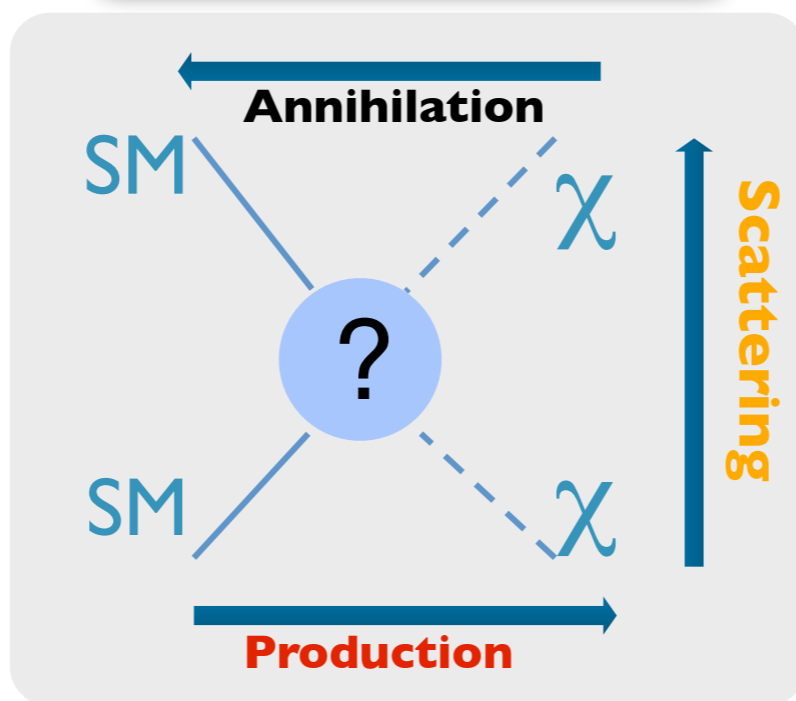 Annihilation
SM
χ
Scattering
?
SM
χ
Production